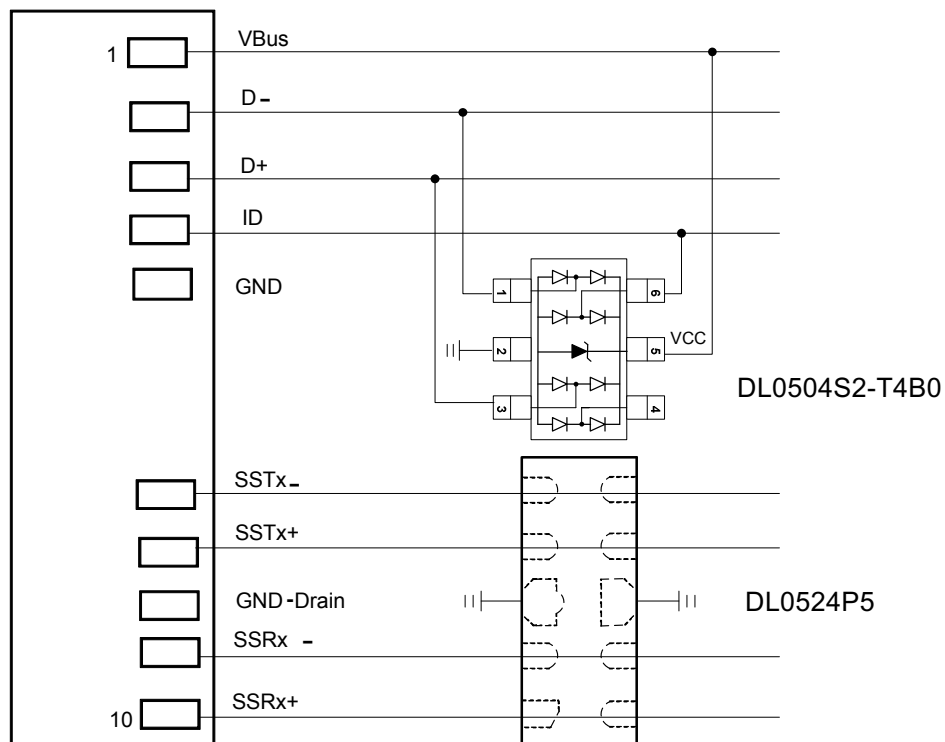 1
VBus
D-
D+
ID
GND
1
6
2
VCC
5
3
4
DL0504S2-T4B0
SSTx-
SSTx+
GND-Drain
DL0524P5
SSRx -
10
SSRx+